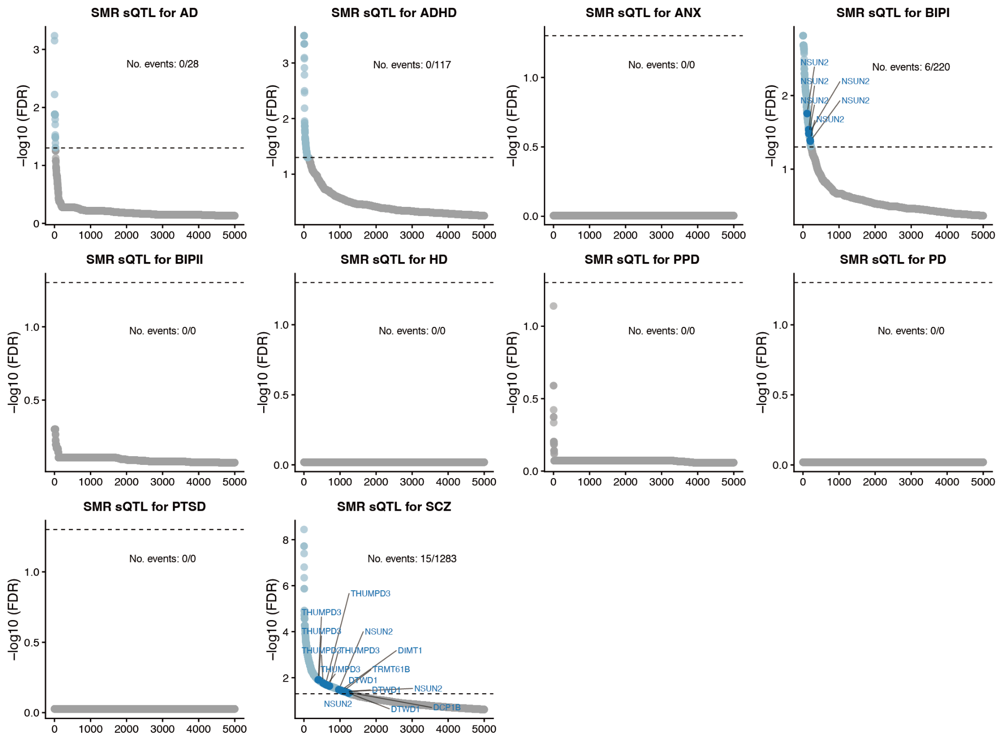 SMR sQTL for AD
−log10 (FDR)
3
2
1
0
No. events: 0/28
0 1000 2000 3000 4000 5000
SMR sQTL for ADHD
−log10 (FDR)
3
2
1
No. events: 0/117
0 1000 2000 3000 4000 5000
SMR sQTL for ANX
−log10 (FDR)
1.0
0.5
0.0
No. events: 0/0
0 1000 2000 3000 4000 5000
SMR sQTL for BIPI
−log10 (FDR)
2
1
No. events: 6/220
NSUN2
NSUN2 NSUN2
NSUN2 NSUN2
NSUN2
0 1000 2000 3000 4000 5000
SMR sQTL for BIPII
−log10 (FDR)
1.0
0.5
No. events: 0/0
0 1000 2000 3000 4000 5000
SMR sQTL for HD
−log10 (FDR)
1.0
0.5
0.0
No. events: 0/0
0 1000 2000 3000 4000 5000
SMR sQTL for PPD
−log10 (FDR)
1.0
0.5
0.0
No. events: 0/0
0 1000 2000 3000 4000 5000
SMR sQTL for PD
−log10 (FDR)
1.0
0.5
0.0
No. events: 0/0
0 1000 2000 3000 4000 5000
SMR sQTL for PTSD
−log10 (FDR)
1.0
0.5
0.0
No. events: 0/0
0 1000 2000 3000 4000 5000
SMR sQTL for SCZ
−log10 (FDR)
8
6
4
2
No. events: 15/1283
THUMPD3
THUMPD3
THUMPD3 NSUN2
THUMPD3 THUMPD3 DIMT1
THUMPD3 TRMT61B
DTWD1
DTWD1 NSUN2
NSUN2
DTWD1 DCP1B
0 1000 2000 3000 4000 5000